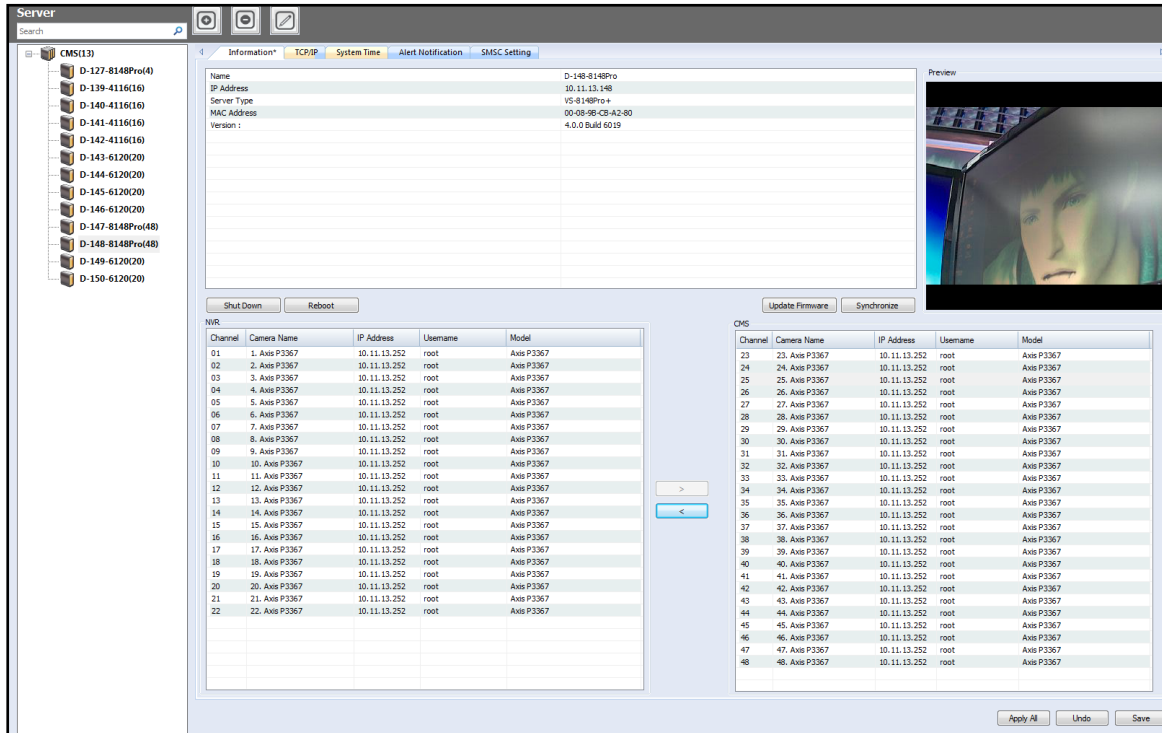 Server
Search
CMS(13)
D-127-8148Pro(4)
D-139-4116(16)
D-140-4116(16)
D-141-4116(16)
D-142-4116(16)
D-143-6120(20)
D-144-6120(20)
D-145-6120(20)
D-146-6120(20)
D-147-8148Pro(48)
D-148-8148Pro(48)
D-149-6120(20)
D-150-6120(20)
Information* TCP/IP System Time Alert Notification SMSC Setting
Name D-148-8148Pro
IP Address 10.11.13.148
Server Type VS-8148Pro+
MAC Address 00-08-9B-CB-A2-80
Version : 4.0.0 Build 6019
Preview
Shut Down Reboot Update Firmware Synchronize
NVR
Channel Camera Name IP Address Username Model
01 1. Axis P3367 10.11.13.252 root Axis P3367
02 2. Axis P3367 10.11.13.252 root Axis P3367
03 3. Axis P3367 10.11.13.252 root Axis P3367
04 4. Axis P3367 10.11.13.252 root Axis P3367
05 5. Axis P3367 10.11.13.252 root Axis P3367
06 6. Axis P3367 10.11.13.252 root Axis P3367
07 7. Axis P3367 10.11.13.252 root Axis P3367
08 8. Axis P3367 10.11.13.252 root Axis P3367
09 9. Axis P3367 10.11.13.252 root Axis P3367
10 10. Axis P3367 10.11.13.252 root Axis P3367
11 11. Axis P3367 10.11.13.252 root Axis P3367
12 12. Axis P3367 10.11.13.252 root Axis P3367
13 13. Axis P3367 10.11.13.252 root Axis P3367
14 14. Axis P3367 10.11.13.252 root Axis P3367
15 15. Axis P3367 10.11.13.252 root Axis P3367
16 16. Axis P3367 10.11.13.252 root Axis P3367
17 17. Axis P3367 10.11.13.252 root Axis P3367
18 18. Axis P3367 10.11.13.252 root Axis P3367
19 19. Axis P3367 10.11.13.252 root Axis P3367
20 20. Axis P3367 10.11.13.252 root Axis P3367
21 21. Axis P3367 10.11.13.252 root Axis P3367
22 22. Axis P3367 10.11.13.252 root Axis P3367
>
<
CMS
Channel Camera Name IP Address Username Model
23 23. Axis P3367 10.11.13.252 root Axis P3367
24 24. Axis P3367 10.11.13.252 root Axis P3367
25 25. Axis P3367 10.11.13.252 root Axis P3367
26 26. Axis P3367 10.11.13.252 root Axis P3367
27 27. Axis P3367 10.11.13.252 root Axis P3367
28 28. Axis P3367 10.11.13.252 root Axis P3367
29 29. Axis P3367 10.11.13.252 root Axis P3367
30 30. Axis P3367 10.11.13.252 root Axis P3367
31 31. Axis P3367 10.11.13.252 root Axis P3367
32 32. Axis P3367 10.11.13.252 root Axis P3367
33 33. Axis P3367 10.11.13.252 root Axis P3367
34 34. Axis P3367 10.11.13.252 root Axis P3367
35 35. Axis P3367 10.11.13.252 root Axis P3367
36 36. Axis P3367 10.11.13.252 root Axis P3367
37 37. Axis P3367 10.11.13.252 root Axis P3367
38 38. Axis P3367 10.11.13.252 root Axis P3367
39 39. Axis P3367 10.11.13.252 root Axis P3367
40 40. Axis P3367 10.11.13.252 root Axis P3367
41 41. Axis P3367 10.11.13.252 root Axis P3367
42 42. Axis P3367 10.11.13.252 root Axis P3367
43 43. Axis P3367 10.11.13.252 root Axis P3367
44 44. Axis P3367 10.11.13.252 root Axis P3367
45 45. Axis P3367 10.11.13.252 root Axis P3367
46 46. Axis P3367 10.11.13.252 root Axis P3367
47 47. Axis P3367 10.11.13.252 root Axis P3367
48 48. Axis P3367 10.11.13.252 root Axis P3367
Apply All Undo Save